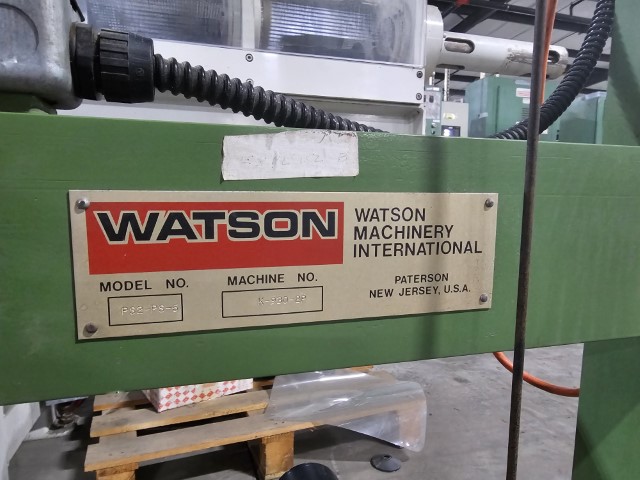 WATSON
WATSON
MACHINERY
INTERNATIONAL
MODEL NO.
MACHINE NO.
PATERSON
NEW JERSEY, U.S.A.